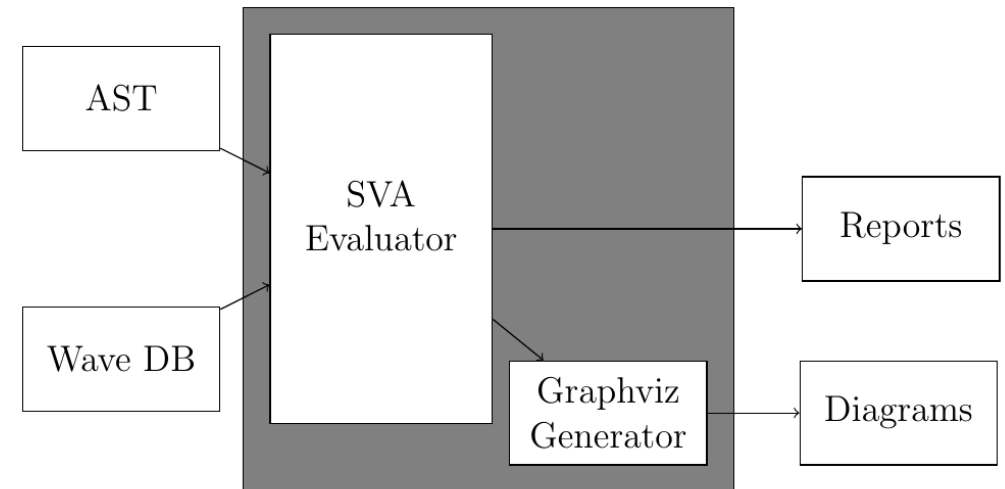 AST
Wave DB
SVA
Evaluator
Graphviz
Generator
Reports
Diagrams